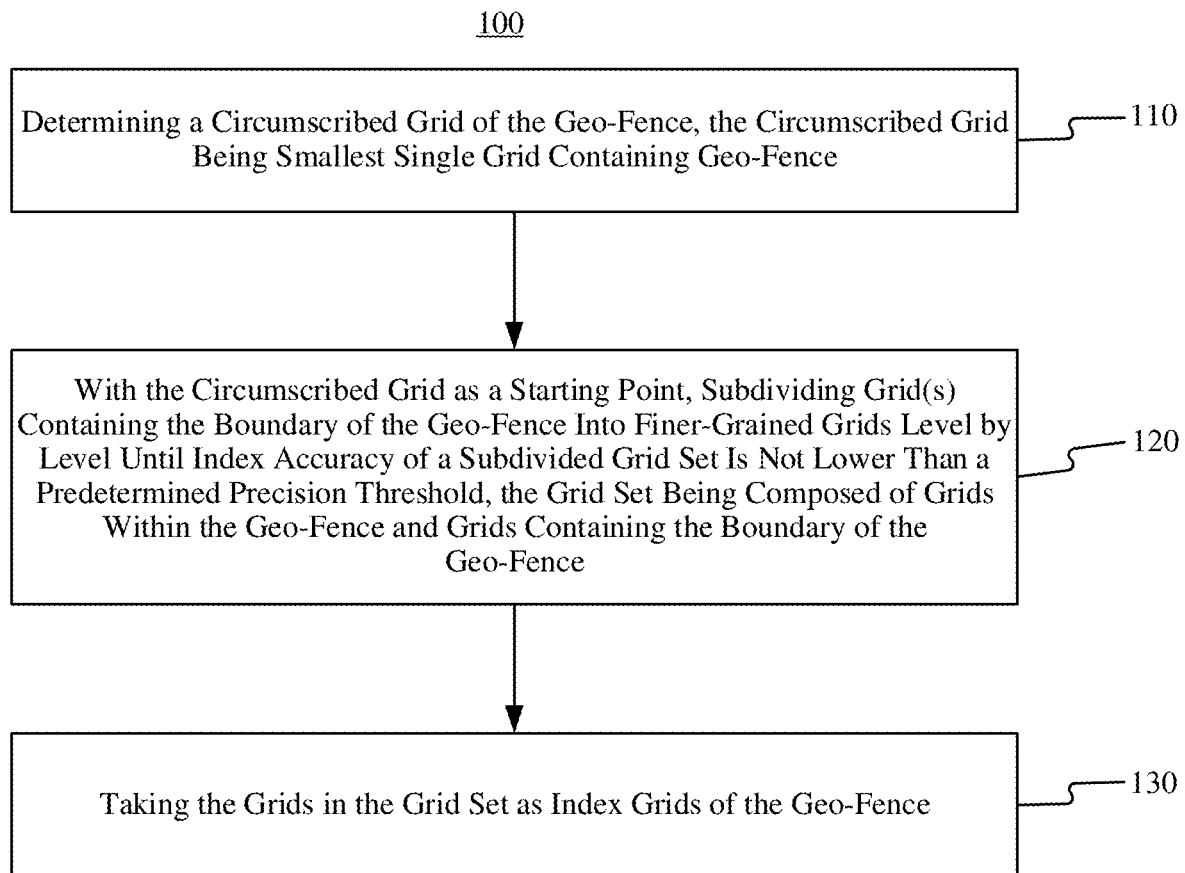 100
Determining a Circumscribed Grid of the Geo-Fence, the Circumscribed Grid
Being Smallest Single Grid Containing Geo-Fence
110
With the Circumscribed Grid as a Starting Point, Subdividing Grid(s)
Containing the Boundary of the Geo-Fence Into Finer-Grained Grids Level by
Level Until Index Accuracy of a Subdivided Grid Set Is Not Lower Than a
Predetermined Precision Threshold, the Grid Set Being Composed of Grids
Within the Geo-Fence and Grids Containing the Boundary of the
Geo-Fence
120
Taking the Grids in the Grid Set as Index Grids of the Geo-Fence
130